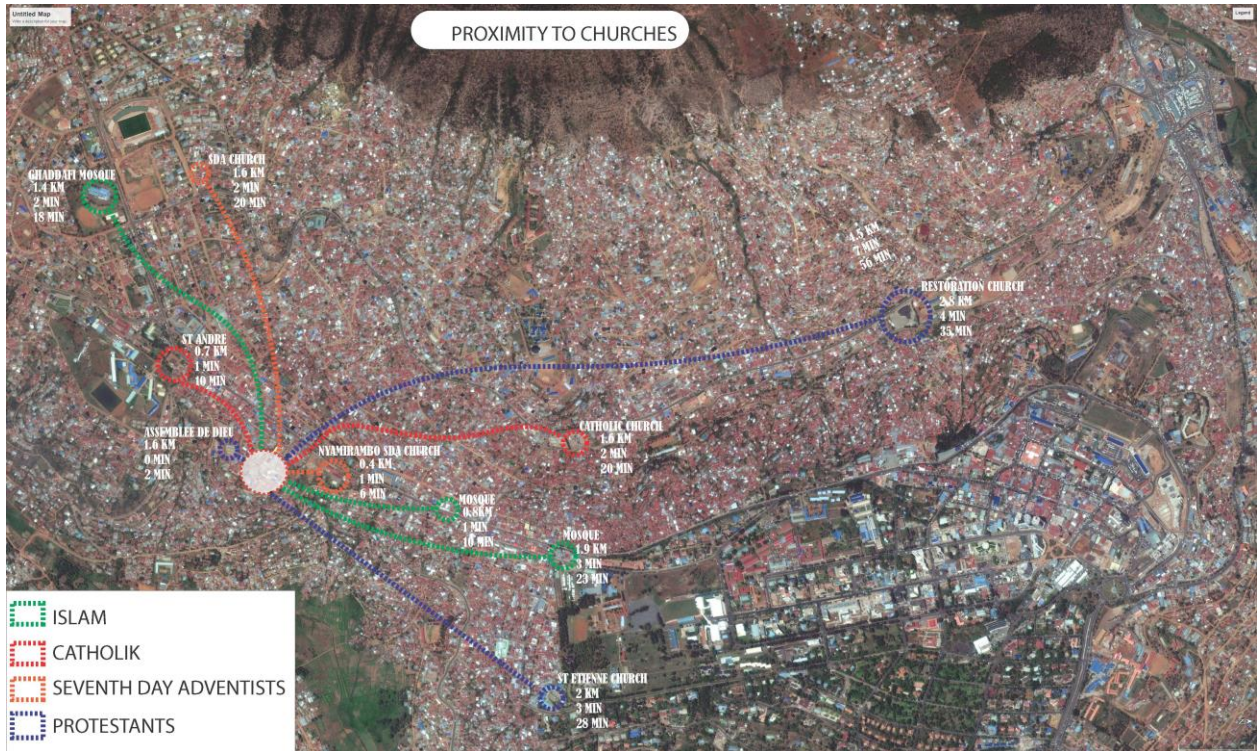 Untitled Map
Legend
PROXIMITY TO CHURCHES
SDA CHURCH
1.6 KM
2 MIN
20 MIN
GHADDAFI MOSQUE
1.4 KM
2 MIN
18 MIN
4.5 KM
7 MIN
56 MIN
RESTORATION CHURCH
2.8 KM
4 MIN
35 MIN
ST ANDRE
0.7 KM
1 MIN
10 MIN
ASSEMBLEE DE DIEU
1.6 KM
0 MIN
2 MIN
CATHOLIC CHURCH
1.6 KM
2 MIN
20 MIN
NYAMIRAMBO SDA CHURCH
0.4 KM
1 MIN
6 MIN
MOSQUE
0.8KM
1 MIN
10 MIN
MOSQUE
1.9 KM
3 MIN
23 MIN
ST ETIENNE CHURCH
2 KM
3 MIN
28 MIN
ISLAM
CATHOLIK
SEVENTH DAY ADVENTISTS
PROTESTANTS